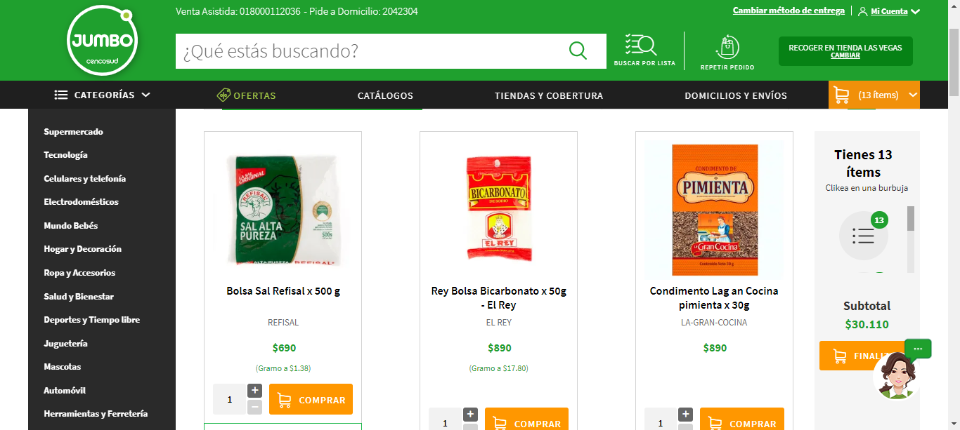 Venta Asistida: 018000112036 - Pide a Domicilio: 2042304
Cambiar método de entrega
Mi Cuenta
JUMBO
cencosud
¿Qué estás buscando?
BUSCAR POR LISTA
REPETIR PEDIDO
RECOGER EN TIENDA LAS VEGAS
CAMBIAR
CATEGORÍAS
OFERTAS
CATÁLOGOS
TIENDAS Y COBERTURA
DOMICILIOS Y ENVÍOS
(13 ítems)
Supermercado
Tecnología
Celulares y telefonía
Electrodomésticos
Mundo Bebés
Hogar y Decoración
Ropa y Accesorios
Salud y Bienestar
Deportes y Tiempo libre
Juguetería
Mascotas
Automóvil
Herramientas y Ferretería
REFISAL
SAL ALTA
PUREZA
Bolsa Sal Refisal x 500 g
REFISAL
$690
(Gramo a $1.38)
1
+
-
COMPRAR
BICARBONATO
EL REY
Rey Bolsa Bicarbonato x 50g
- El Rey
EL REY
$890
(Gramo a $17.80)
1
+
COMPRAR
CONDIMENTO DE
PIMIENTA
La Gran Cocina
Condimento Lag an Cocina
pimienta x 30g
LA-GRAN-COCINA
$890
1
+
COMPRAR
Tienes 13
ítems
Clikea en una burbuja
13
Subtotal
$30.110
FINALI